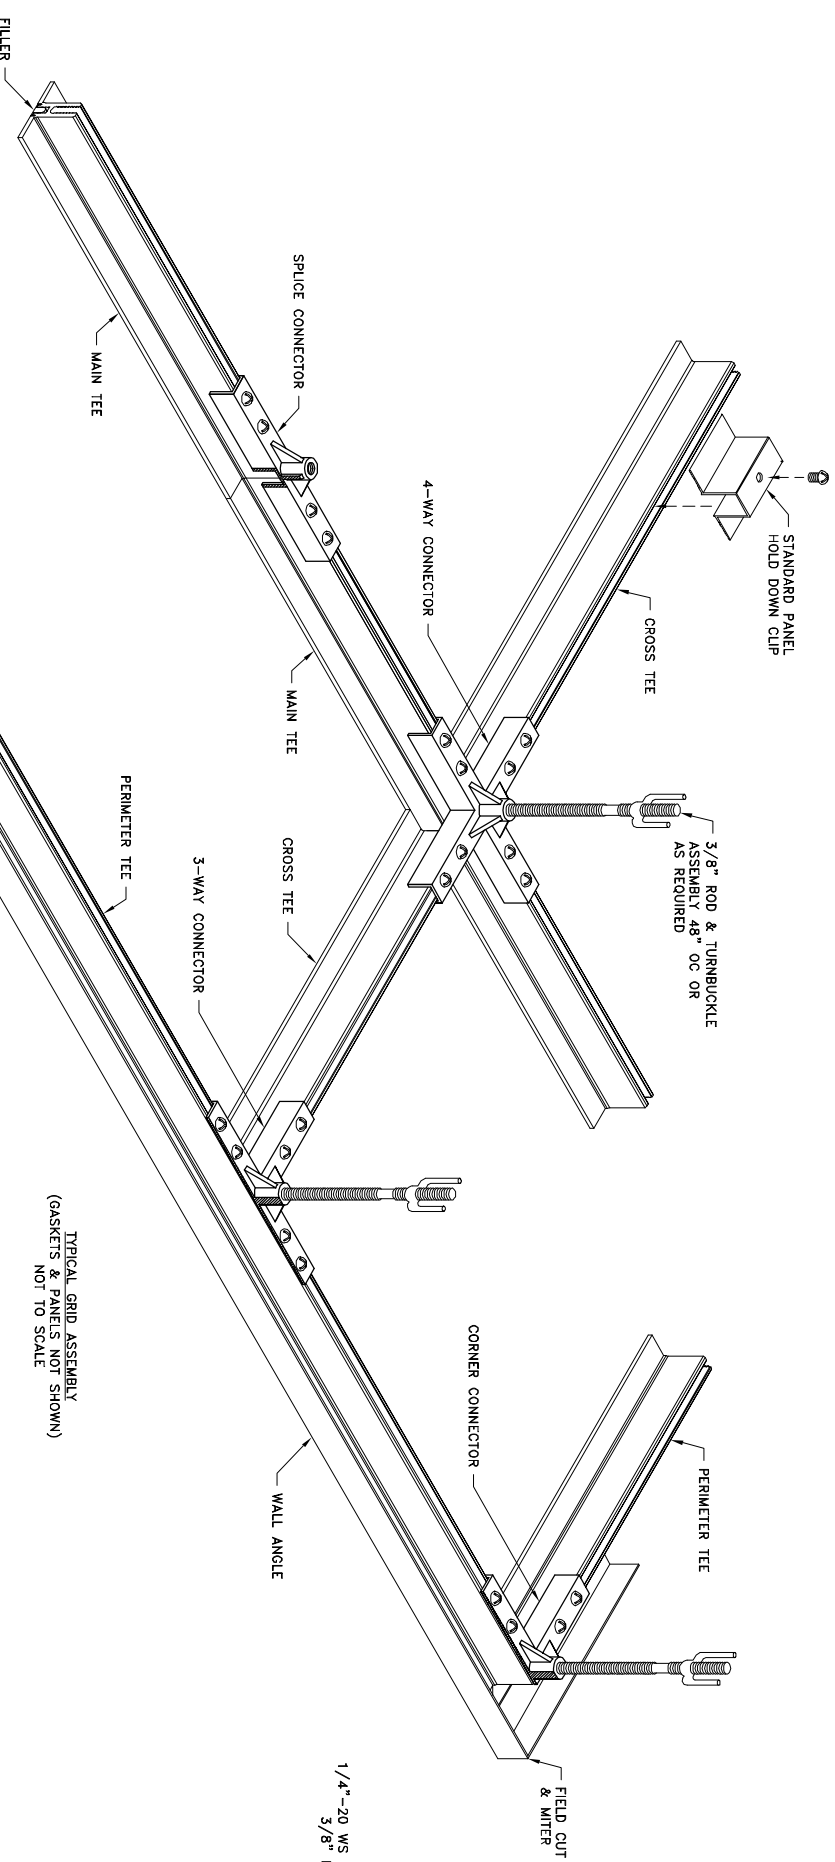 FILLER
MAIN TEE
SPLICE CONNECTOR
STANDARD PANEL
HOLD DOWN CLIP
CROSS TEE
4-WAY CONNECTOR
MAIN TEE
3/8" ROD & TURNBUCKLE
ASSEMBLY 48" OC OR
AS REQUIRED
PERIMETER TEE
CROSS TEE
3-WAY CONNECTOR
TYPICAL GRID ASSEMBLY
(GASKETS & PANELS NOT SHOWN)
NOT TO SCALE
CORNER CONNECTOR
PERIMETER TEE
WALL ANGLE
FIELD CUT
& MITER
1/4"-20 WS
3/8"